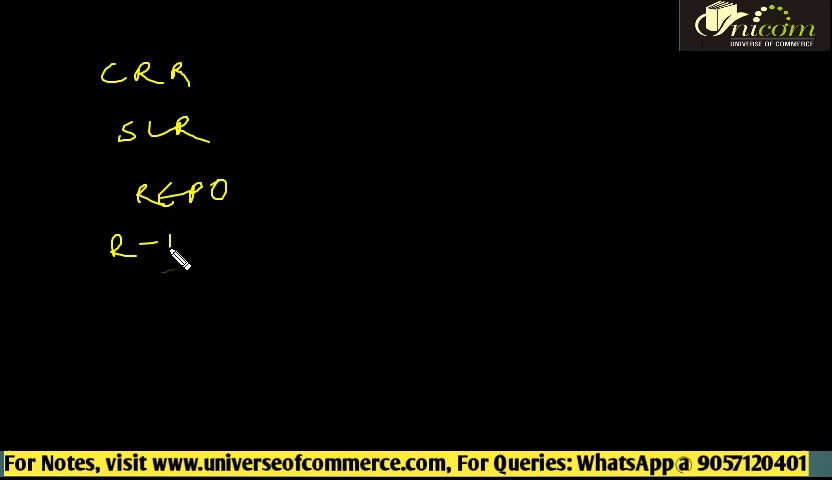 Unicom
UNIVERSE OF COMMERCE
CRR
SLR
REPO
R-
For Notes, visit www.universeofcommerce.com, For Queries: WhatsApp@ 9057120401